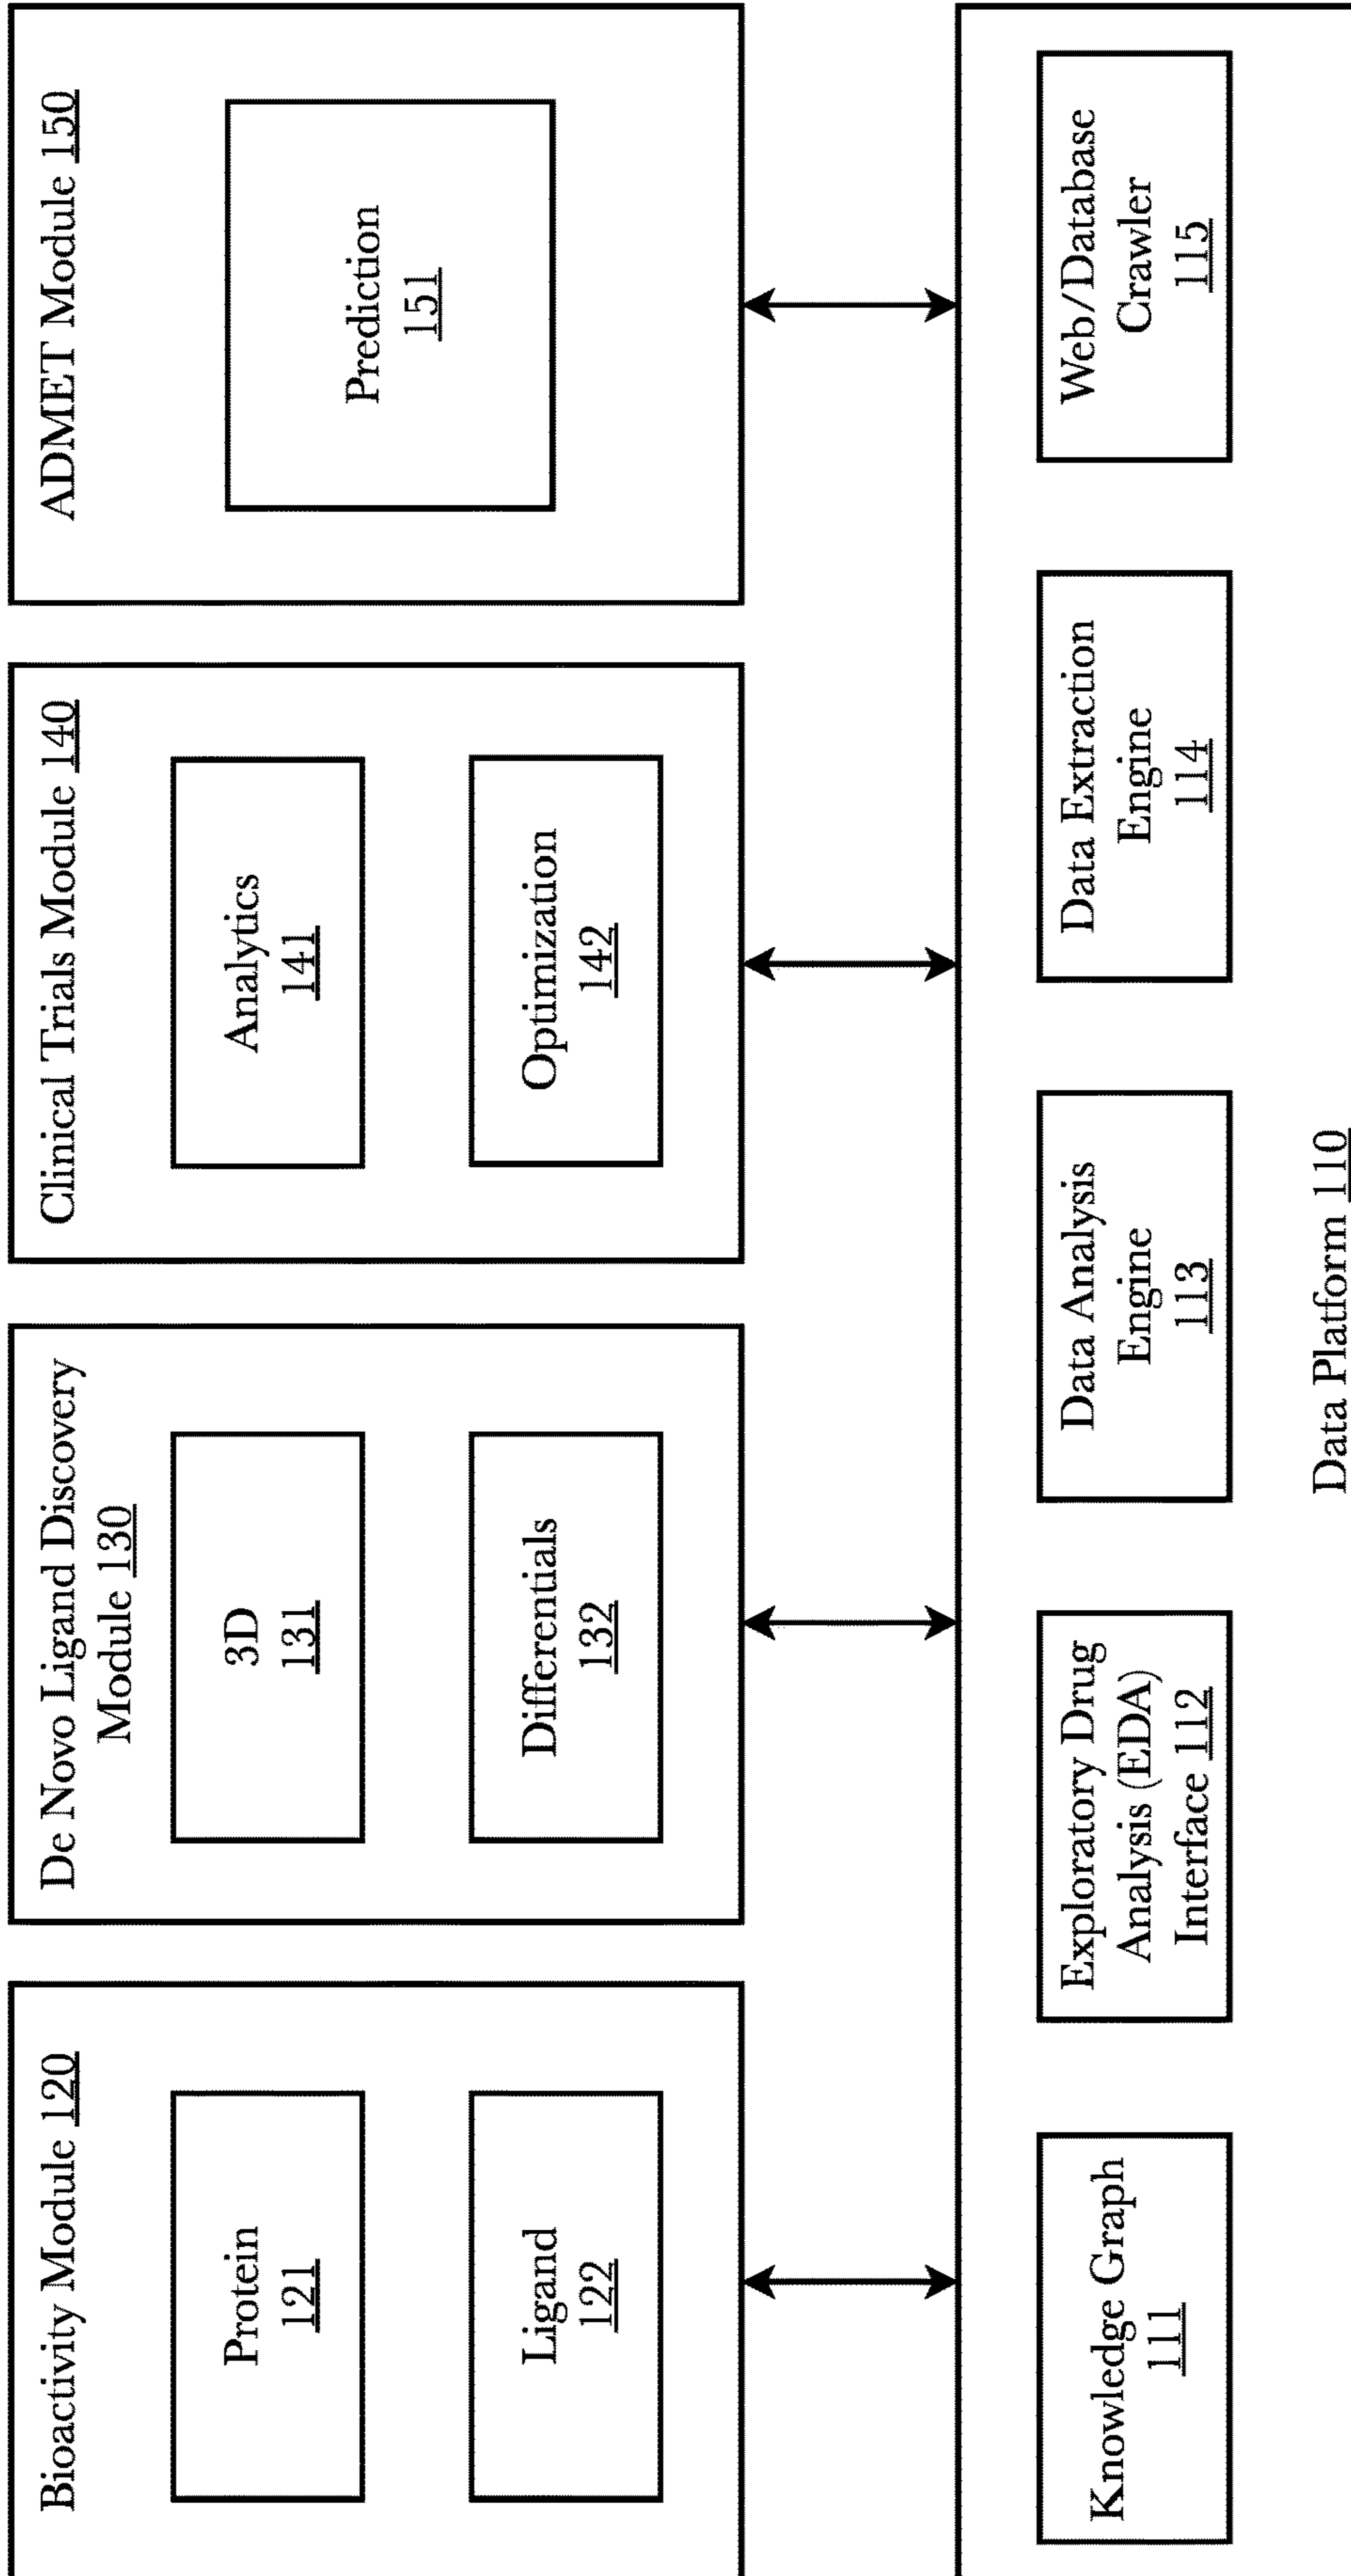 Bioactivity Module 120
Protein
121
Ligand
122
De Novo Ligand Discovery
Module 130
3D
131
Differentials
132
Clinical Trials Module 140
Analytics
141
Optimization
142
ADMET Module 150
Prediction
151
Knowledge Graph
111
Exploratory Drug
Analysis (EDA)
Interface 112
Data Analysis
Engine
113
Data Extraction
Engine
114
Web/Database
Crawler
115
Data Platform 110